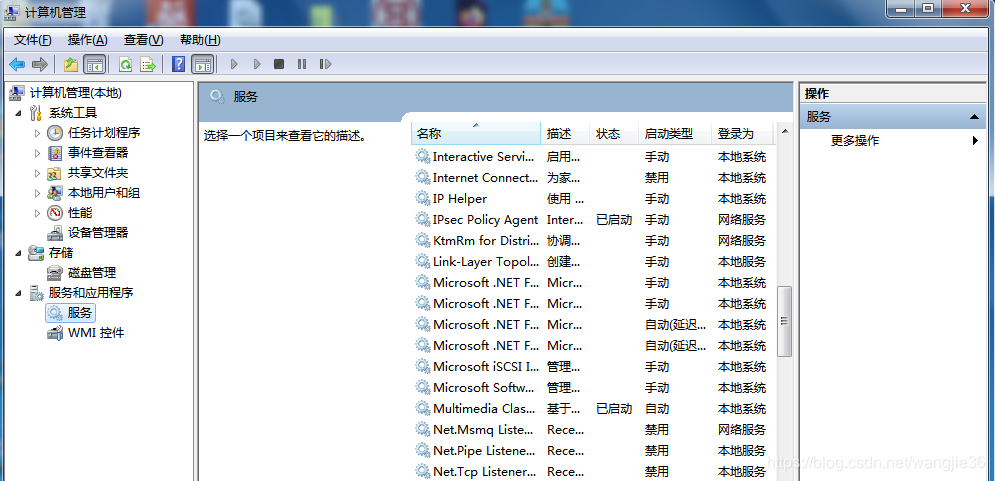 计算机管理
文件(F) 操作(A) 查看(V) 帮助(H)
计算机管理(本地)
系统工具
任务计划程序
事件查看器
共享文件夹
本地用户和组
性能
设备管理器
存储
磁盘管理
服务和应用程序
服务
WMI 控件
服务
选择一个项目来查看它的描述。
名称 描述 状态 启动类型 登录为
Interactive Servi... 启用... 手动 本地系统
Internet Connect... 为家... 禁用 本地系统
IP Helper 使用 ... 手动 本地系统
IPsec Policy Agent Inter... 已启动 手动 网络服务
KtmRm for Distri... 协调... 手动 网络服务
Link-Layer Topol... 创建... 手动 本地服务
Microsoft .NET F... Micr... 手动 本地系统
Microsoft .NET F... Micr... 手动 本地系统
Microsoft .NET F... Micr... 自动(延迟... 本地系统
Microsoft .NET F... Micr... 自动(延迟... 本地系统
Microsoft iSCSI I... 管理... 手动 本地系统
Microsoft Softw... 管理... 手动 本地系统
Multimedia Clas... 基于... 已启动 自动 本地系统
Net.Msmq Liste... Rece... 禁用 网络服务
Net.Pipe Listene... Rece... 禁用 本地服务
Net.Tcp Listener... Rece... 禁用 本地服务
操作
服务
更多操作
https://blog.csdn.net/wangjie36